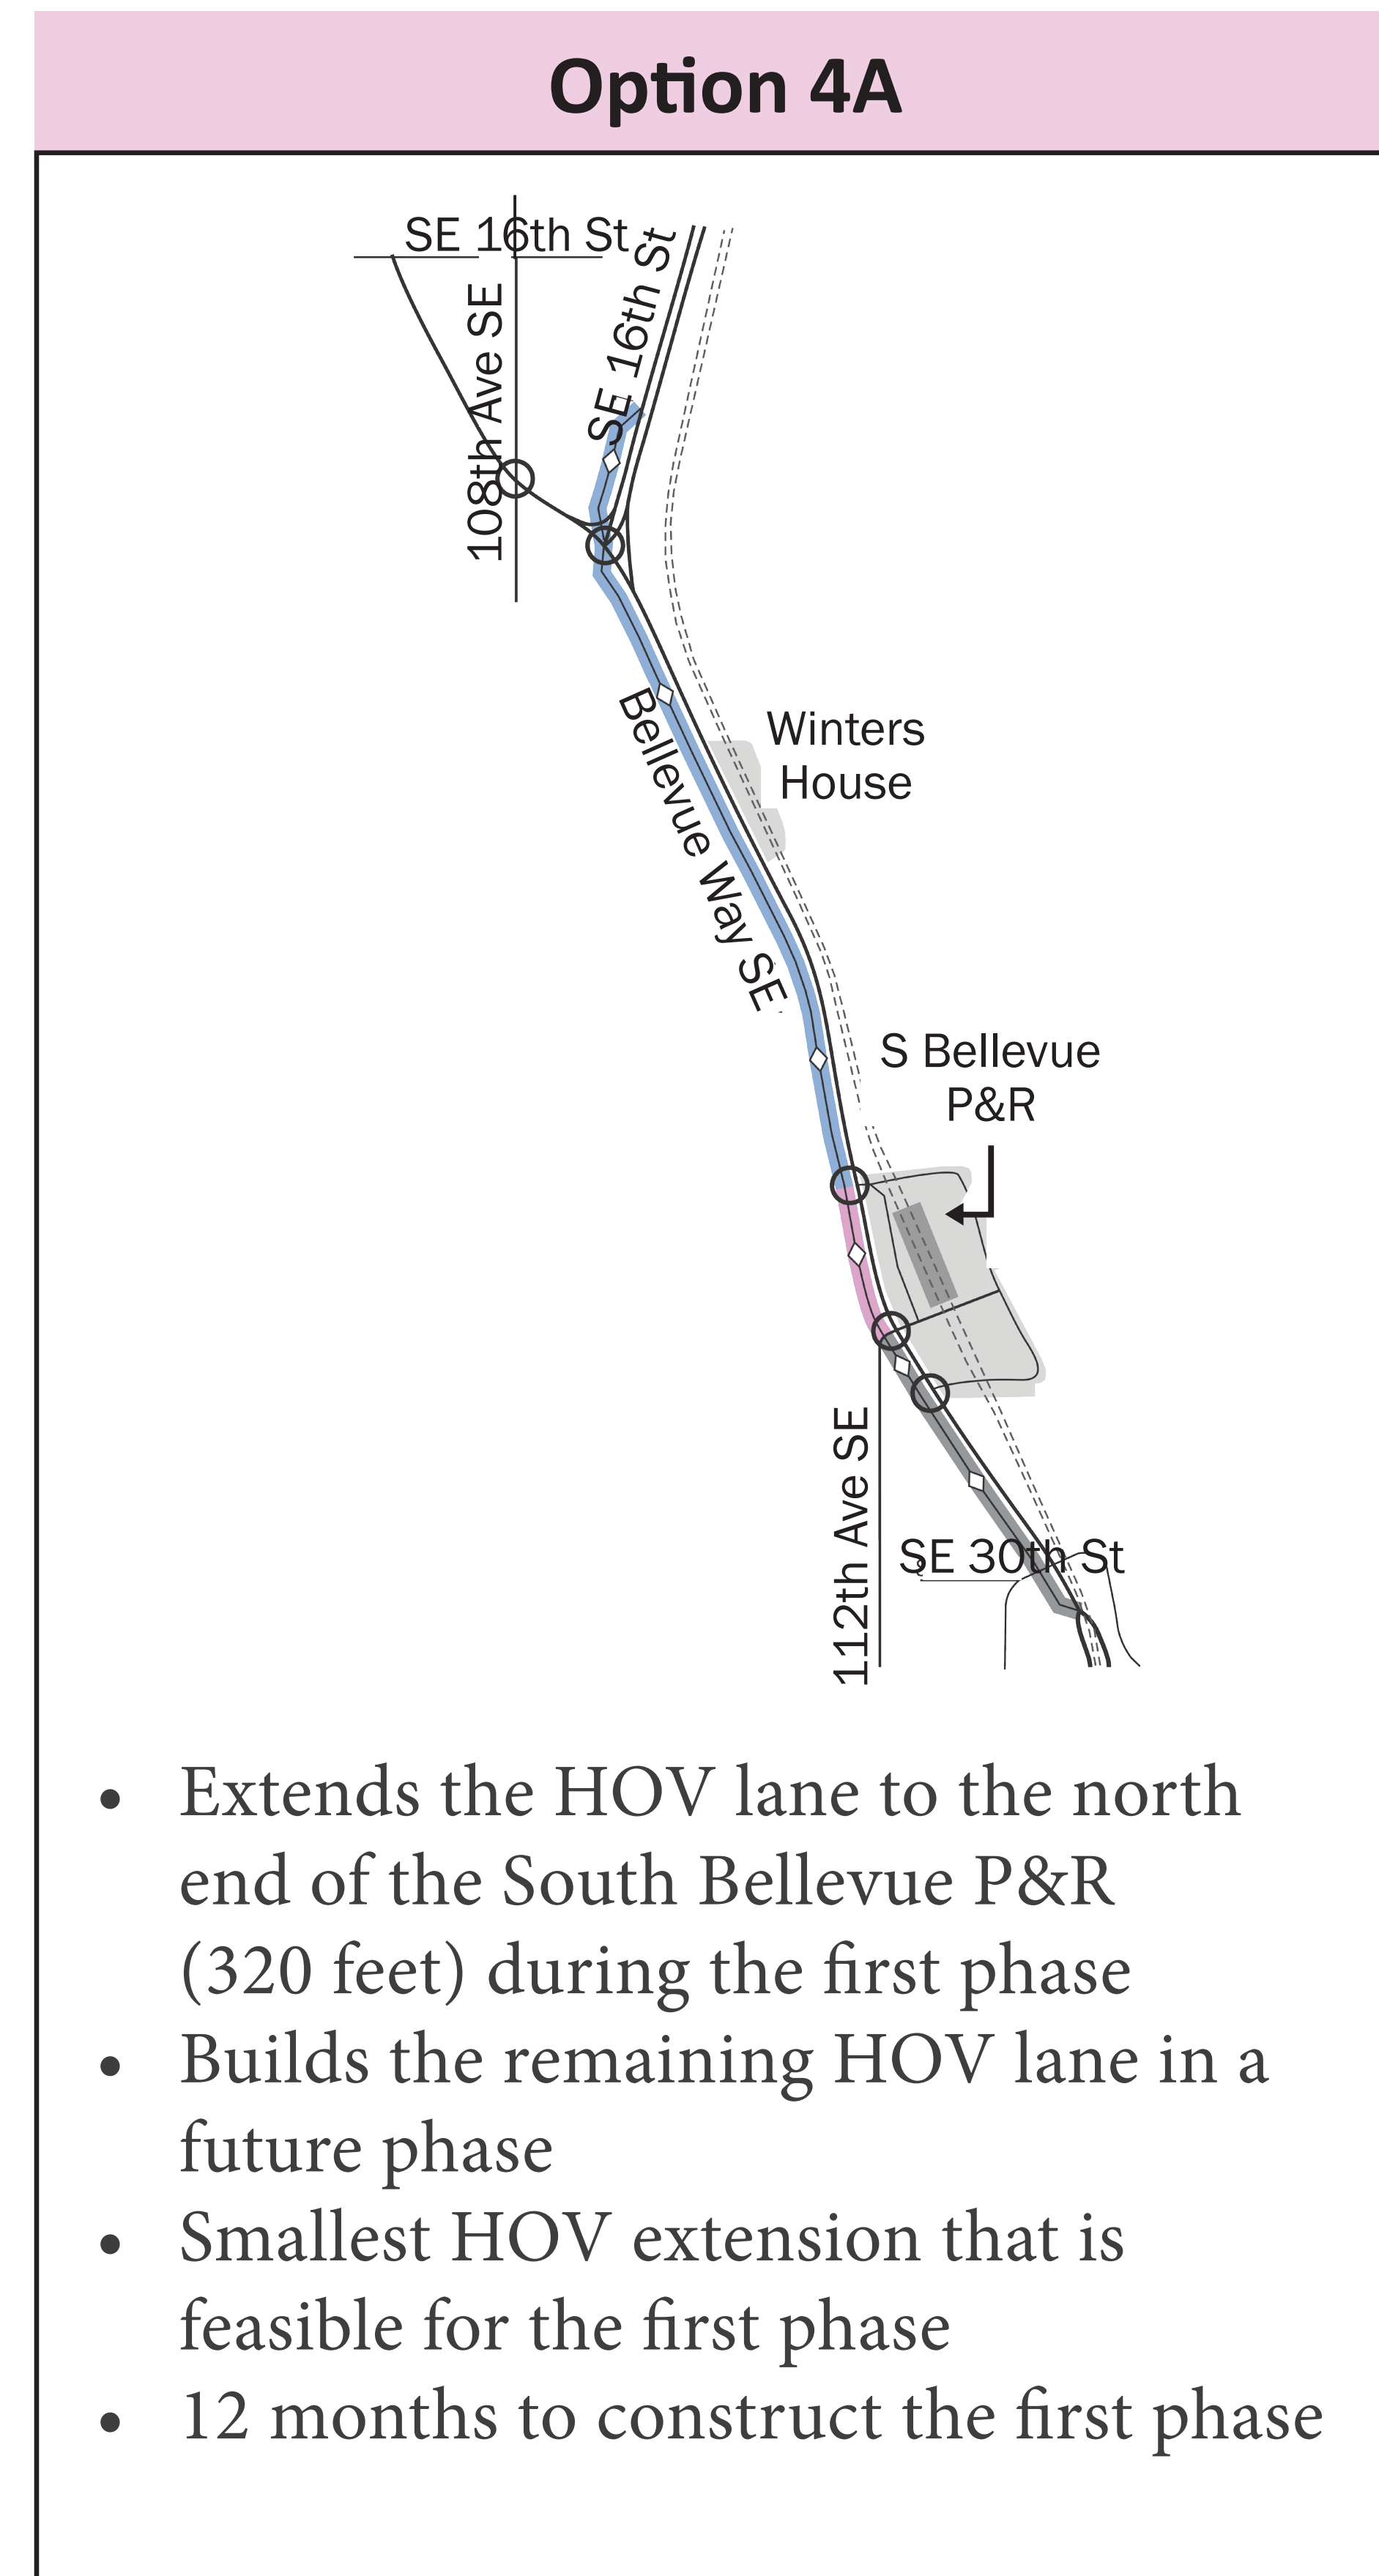 Option 4A
SE 16th St
SE 16th St
108th Ave SE
Winters
House
Bellevue Way SE
S Bellevue
P&R
112th Ave SE
SE 30th St
• Extends the HOV lane to the north
end of the South Bellevue P&R
(320 feet) during the first phase
• Builds the remaining HOV lane in a
future phase
• Smallest HOV extension that is
feasible for the first phase
• 12 months to construct the first phase